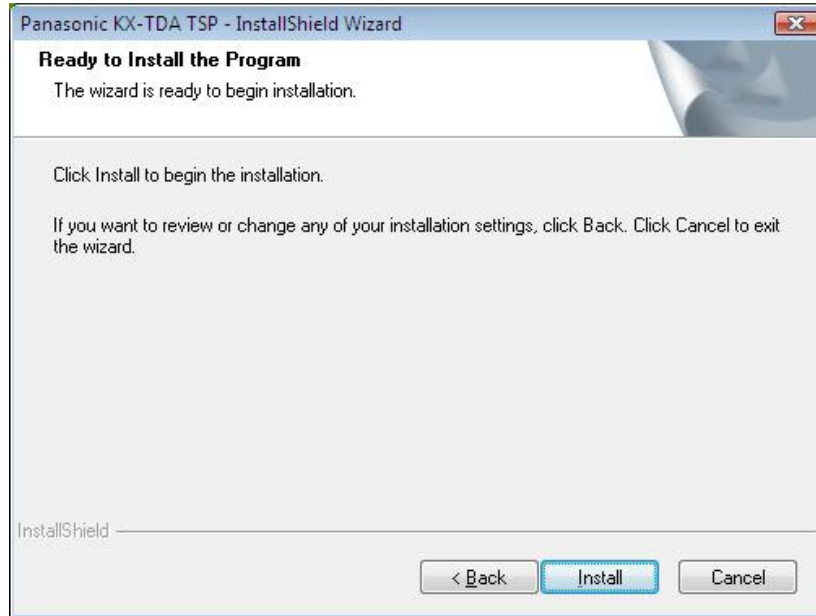 Panasonic KX-TDA TSP - InstallShield Wizard
Ready to Install the Program
The wizard is ready to begin installation.
Click Install to begin the installation.
If you want to review or change any of your installation settings, click Back. Click Cancel to exit
the wizard.
InstallShield
< Back
Install
Cancel